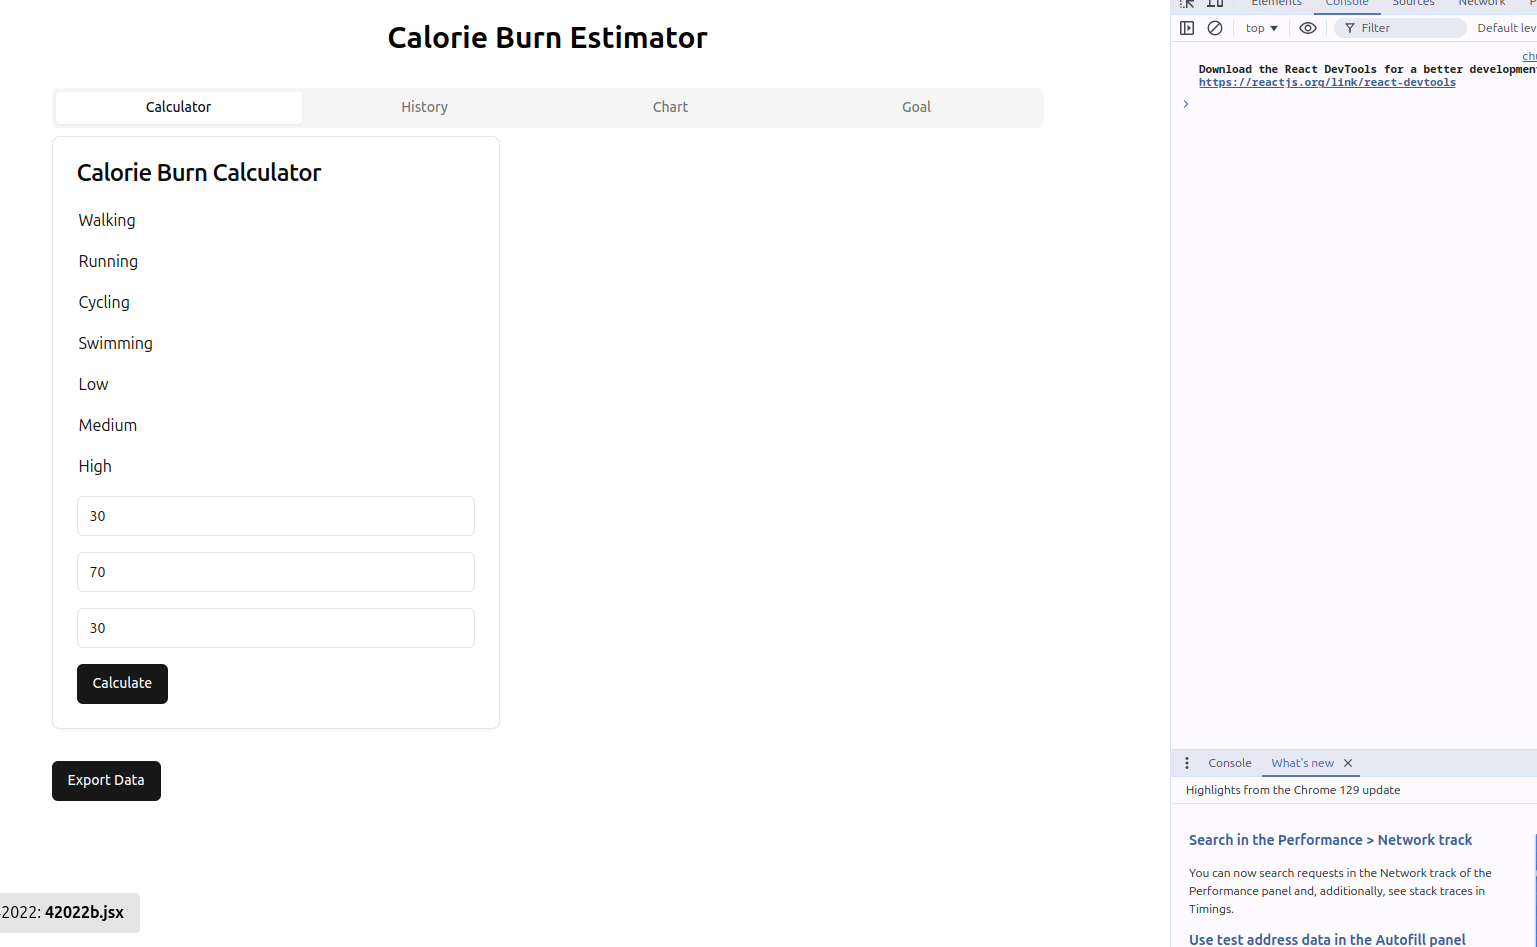 Calorie Burn Estimator
Calculator History Chart Goal
Calorie Burn Calculator
Walking
Running
Cycling
Swimming
Low
Medium
High
30
70
30
Calculate
Export Data
2022: 42022b.jsx
Elements Console Sources Network
top Filter Default lev
chu
Download the React DevTools for a better development
https://reactjs.org/link/react-devtools
Console What's new
Highlights from the Chrome 129 update
Search in the Performance > Network track
You can now search requests in the Network track of the
Performance panel and, additionally, see stack traces in
Timings.
Use test address data in the Autofill panel